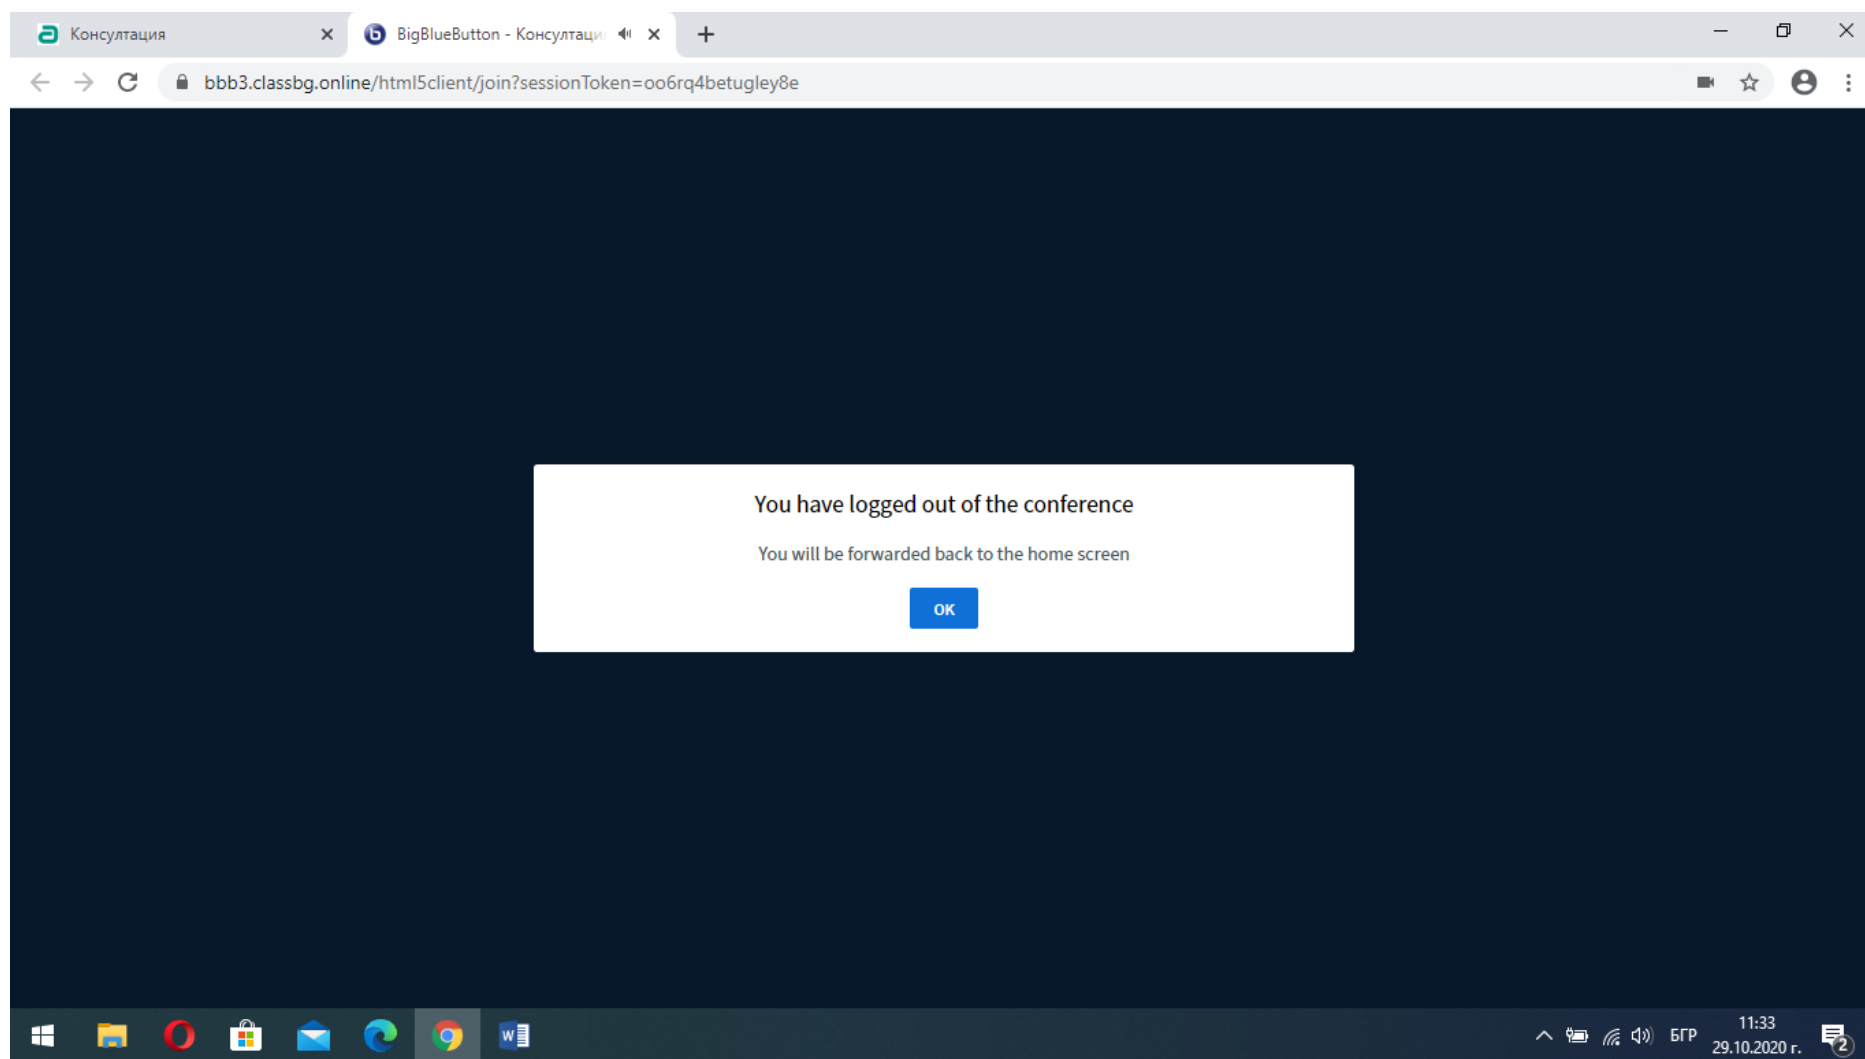 Консултация
BigBlueButton - Консултаци
bbb3.classbg.online/html5client/join?sessionToken=oo6rq4betugley8e
You have logged out of the conference
You will be forwarded back to the home screen
OK
БГР
11:33
29.10.2020 г.
2